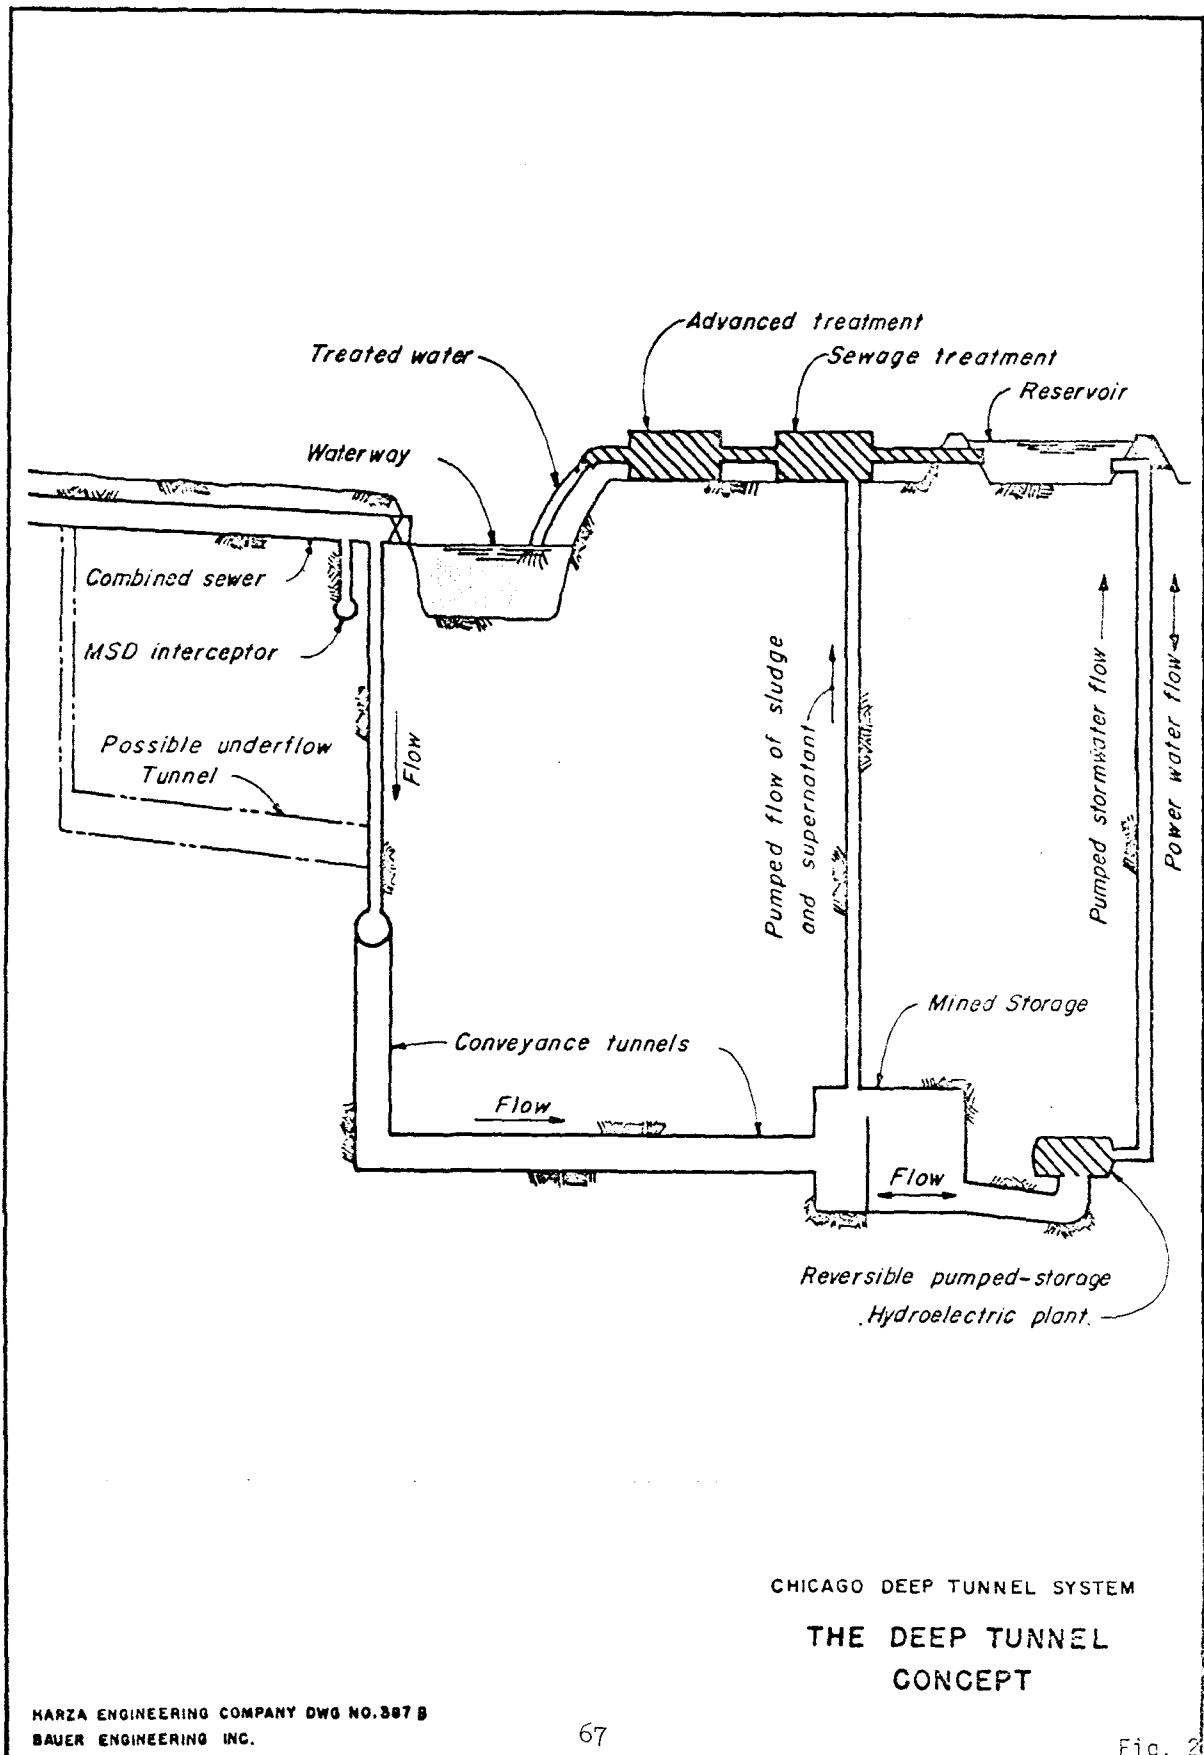 Advanced treatment
Treated water
Sewage treatment
Reservoir
Waterway
Combined sewer
MSD interceptor
Possible underflow
Tunnel
Flow
Pumped flow of sludge
and supernatant
Pumped stormwater flow
Power water flow
Mined Storage
Conveyance tunnels
Flow
Flow
Reversible pumped-storage
Hydroelectric plant.
CHICAGO DEEP TUNNEL SYSTEM
THE DEEP TUNNEL
CONCEPT
HARZA ENGINEERING COMPANY DWG NO. 387 B
BAUER ENGINEERING INC.
67
Fig. 2